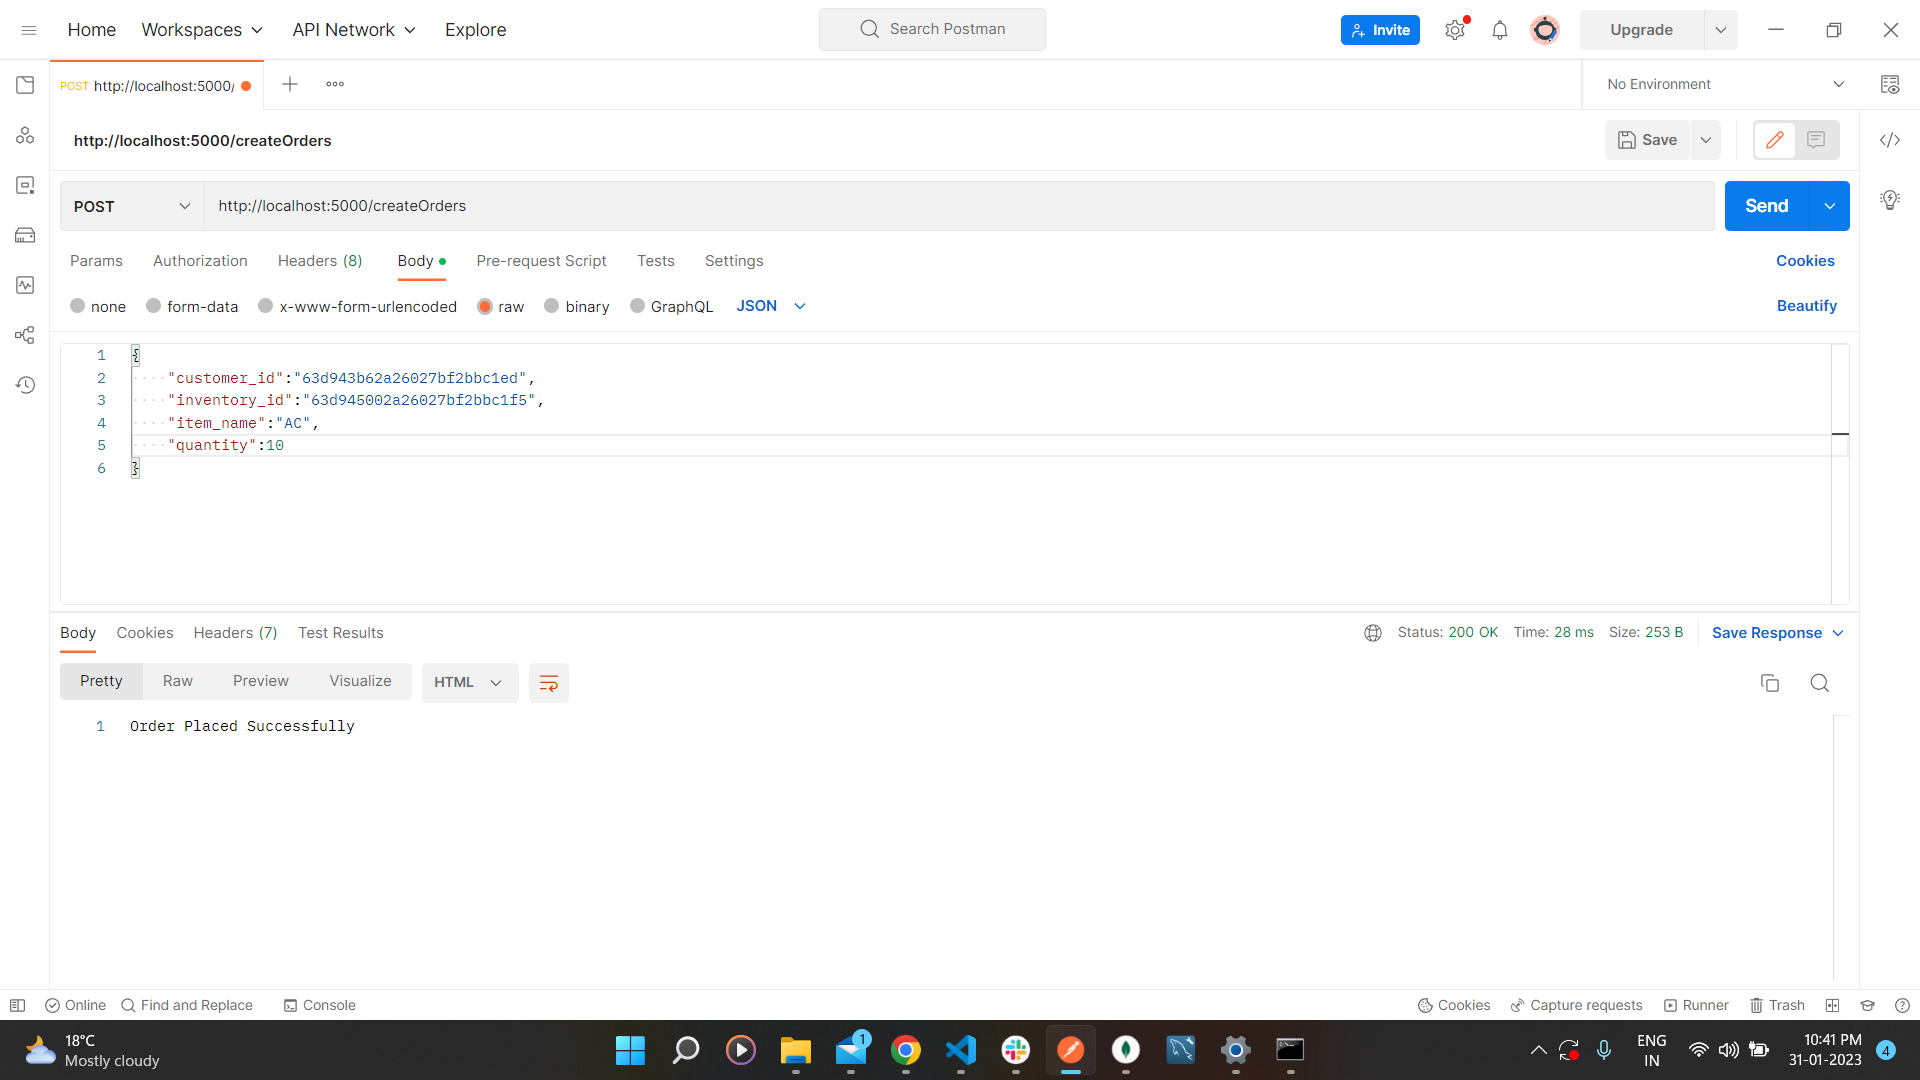 Home Workspaces API Network Explore Search Postman Invite Upgrade
POST http://localhost:5000/ No Environment
http://localhost:5000/createOrders Save
POST http://localhost:5000/createOrders Send
Params Authorization Headers (8) Body Pre-request Script Tests Settings Cookies
none form-data x-www-form-urlencoded raw binary GraphQL JSON Beautify
1 {
2 "customer_id":"63d943b62a26027bf2bbc1ed",
3 "inventory_id":"63d945002a26027bf2bbc1f5",
4 "item_name":"AC",
5 "quantity":10
6 }
Body Cookies Headers (7) Test Results Status: 200 OK Time: 28 ms Size: 253 B Save Response
Pretty Raw Preview Visualize HTML
1 Order Placed Successfully
Online Find and Replace Console Cookies Capture requests Runner Trash
18°C
Mostly cloudy
1
ENG
IN
10:41 PM
31-01-2023
4